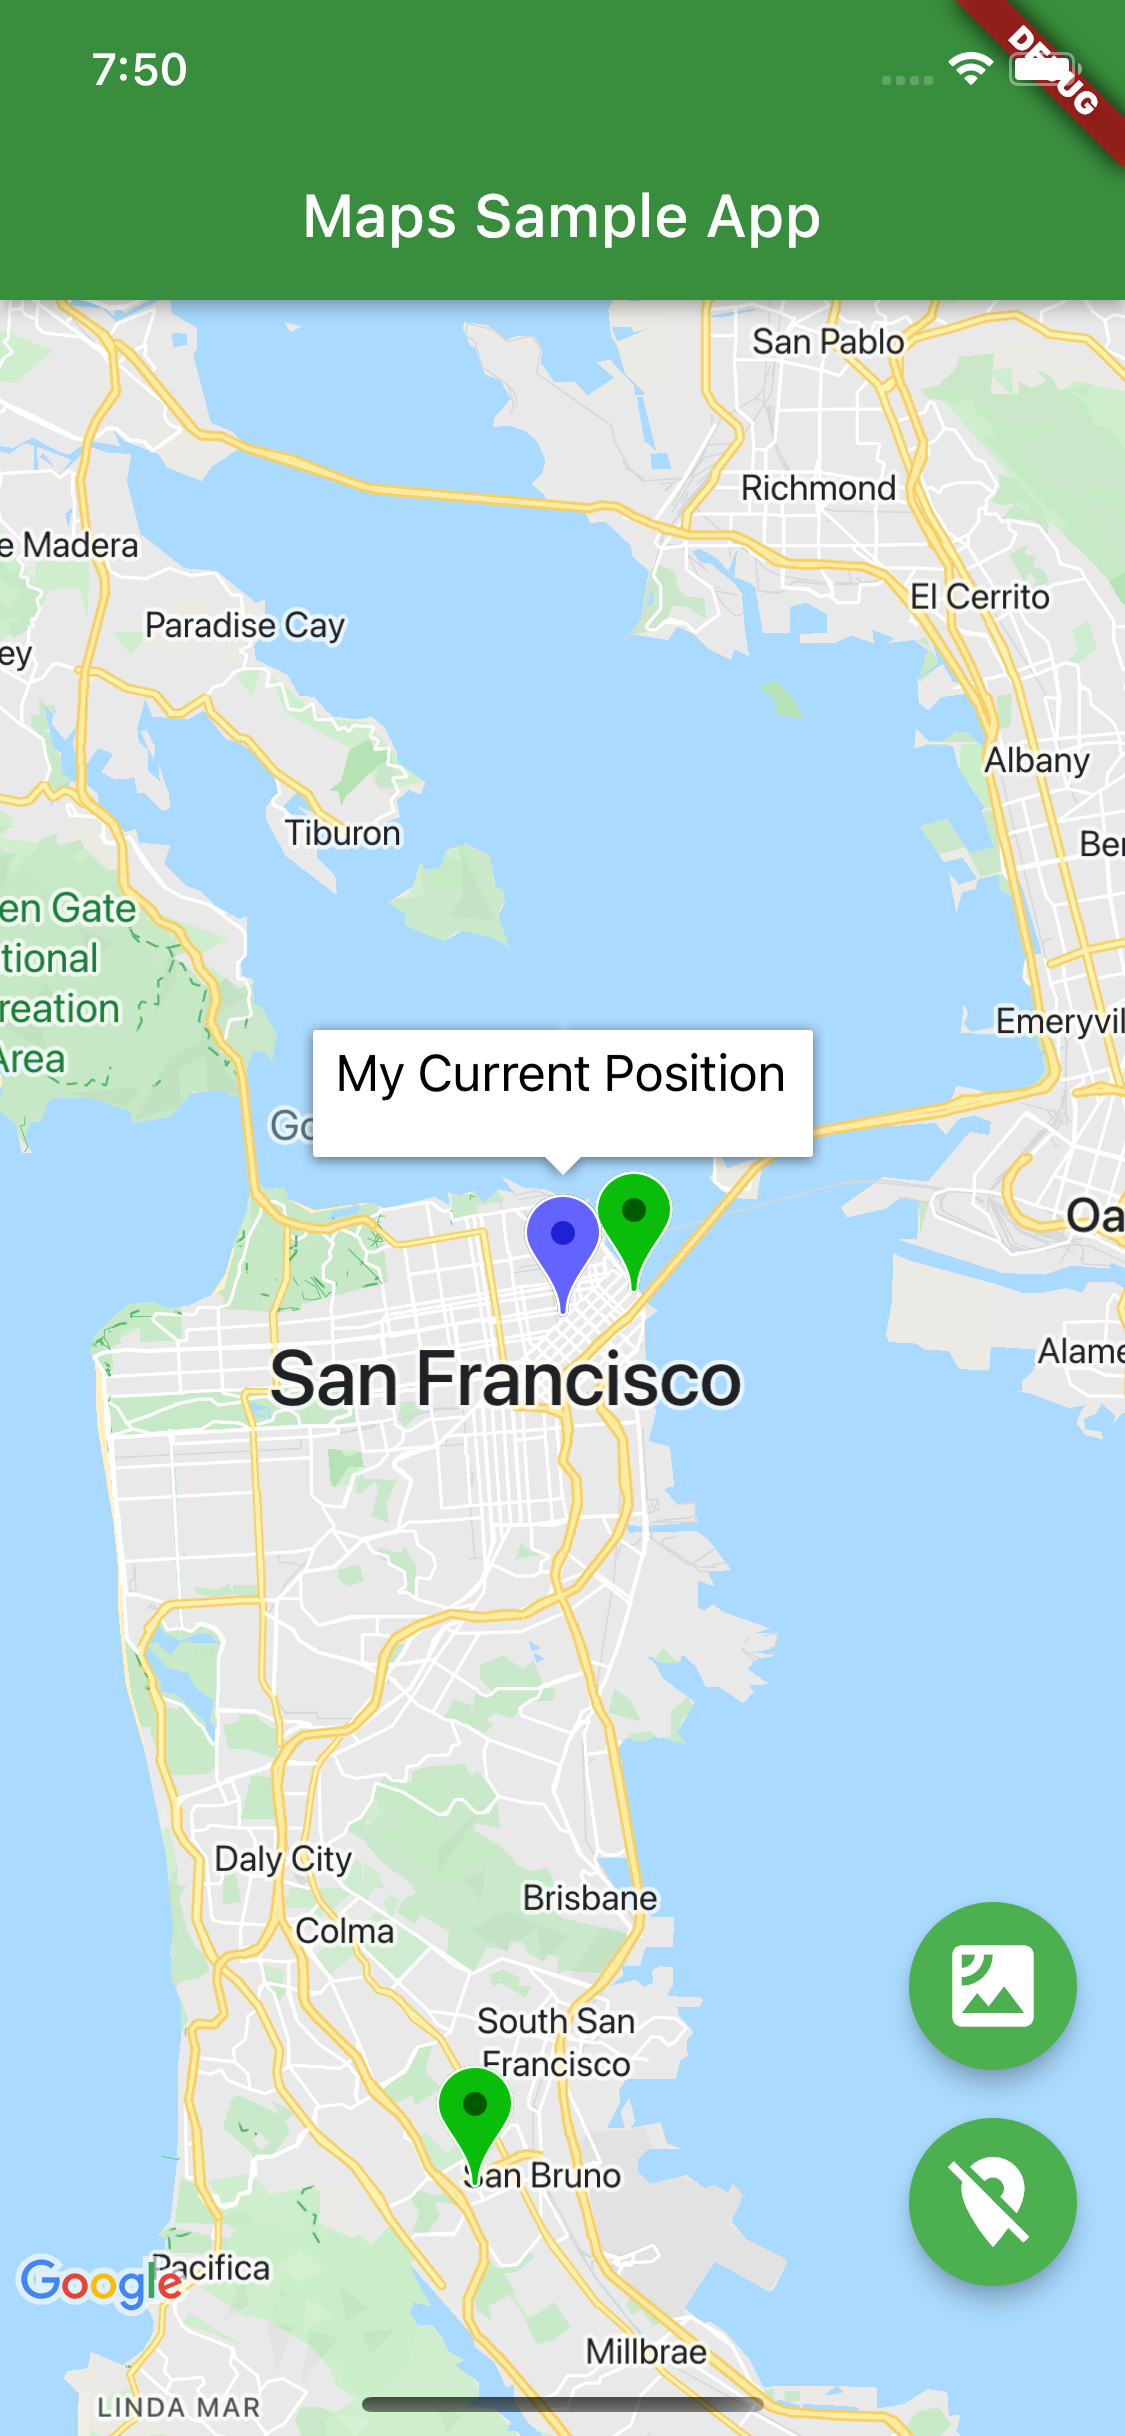 7:50
DEBUG
Maps Sample App
San Pablo
Richmond
e Madera
El Cerrito
Paradise Cay
ey
Albany
Tiburon
Ber
en Gate
tional
reation
Area
Emeryvil
My Current Position
Go
Oa
Alame
San Francisco
Daly City
Brisbane
Colma
South San
Francisco
San Bruno
Pacifica
Google
Millbrae
LINDA MAR